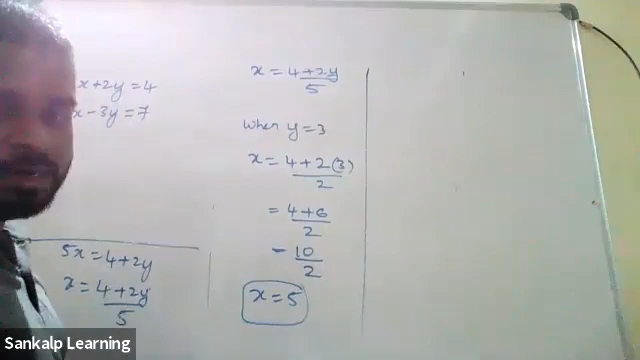 x+2y=4
x-3y=7
5x=4+2y
x=4+2y/5
x=4+2y/5
When y=3
x=4+2(3)/2
=4+6/2
-10/2
x=5
Sankalp Learning